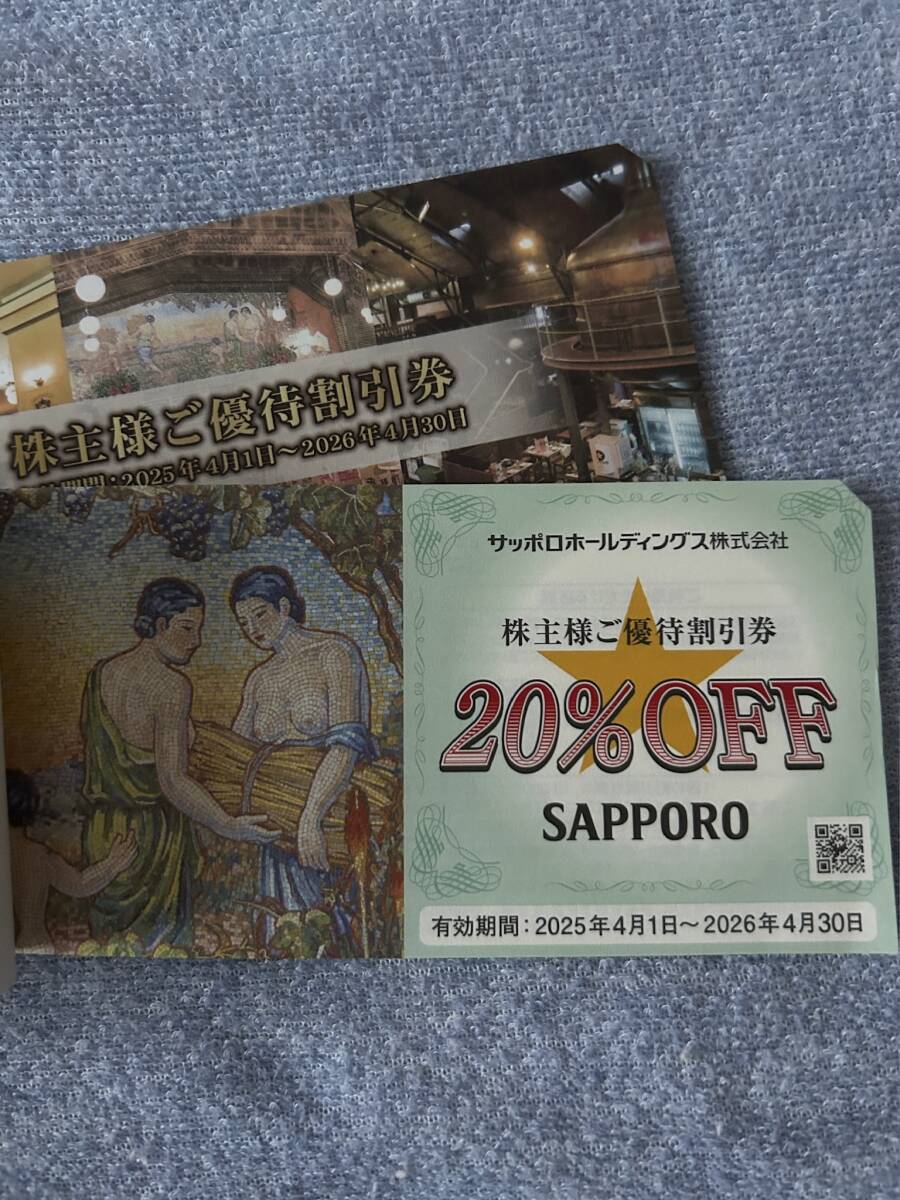 株主様ご優待割引券
期間：2025年4月1日～2026年4月30日
サッポロホールディングス株式会社
株主様ご優待割引券
20%OFF
SAPPORO
有効期間：2025年4月1日～2026年4月30日